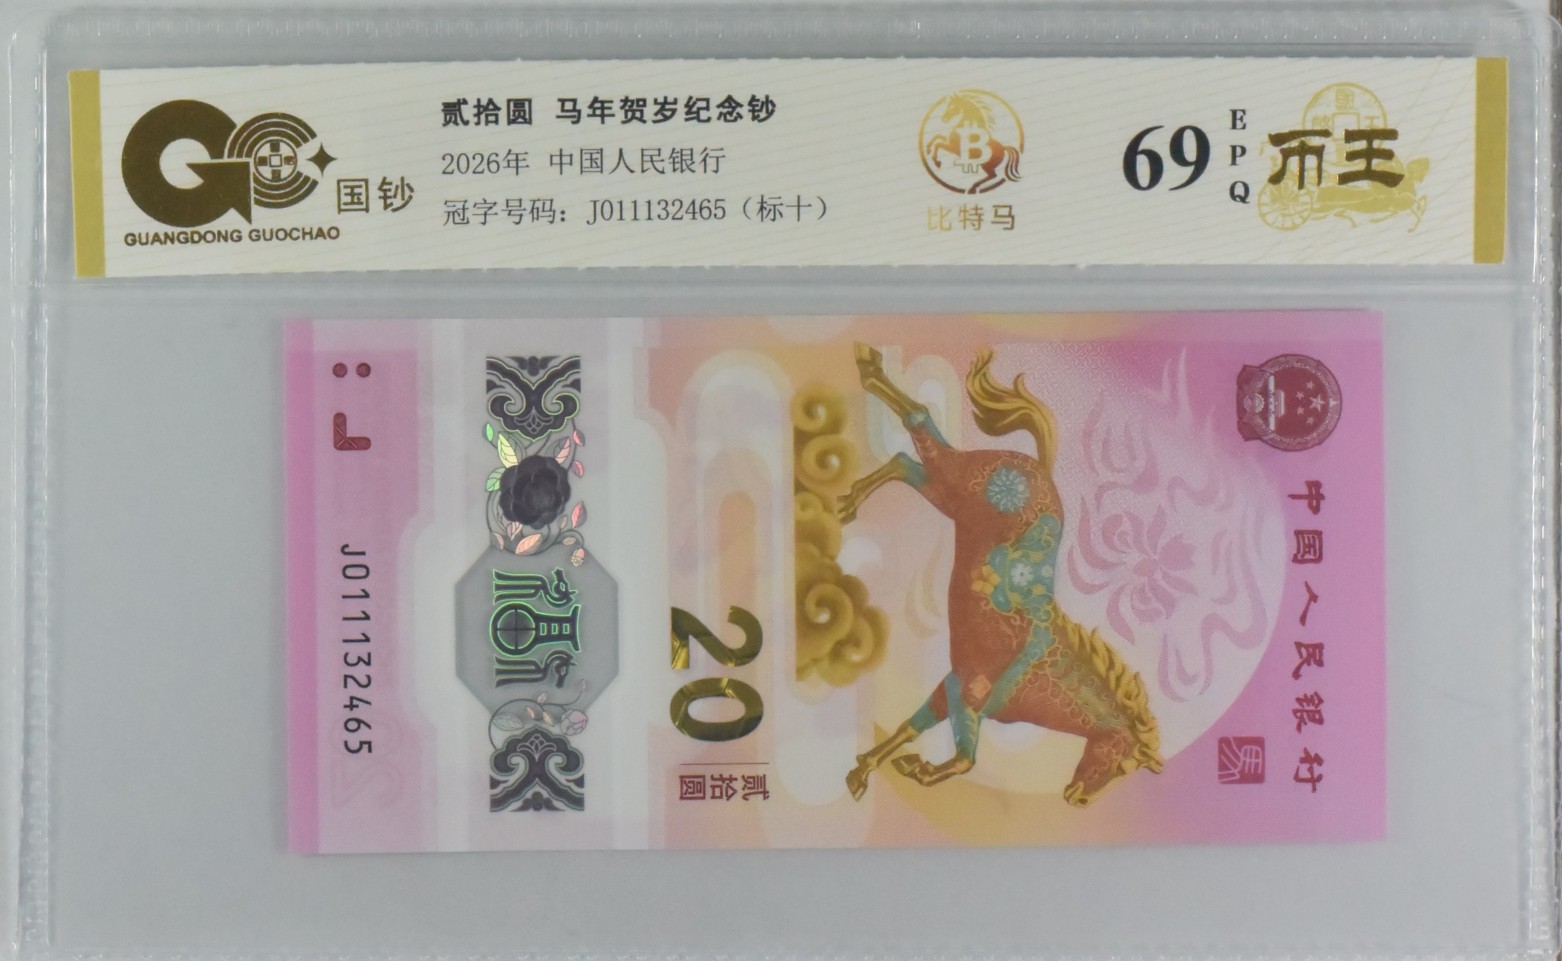 国钞
GUANGDONG GUOCHAO
贰拾圆 马年贺岁纪念钞
2026年 中国人民银行
冠字号码：J011132465（标十）
B
比特马
69
EPQ
币王
J
J011132465
福
20
贰拾圆
中国人民银行